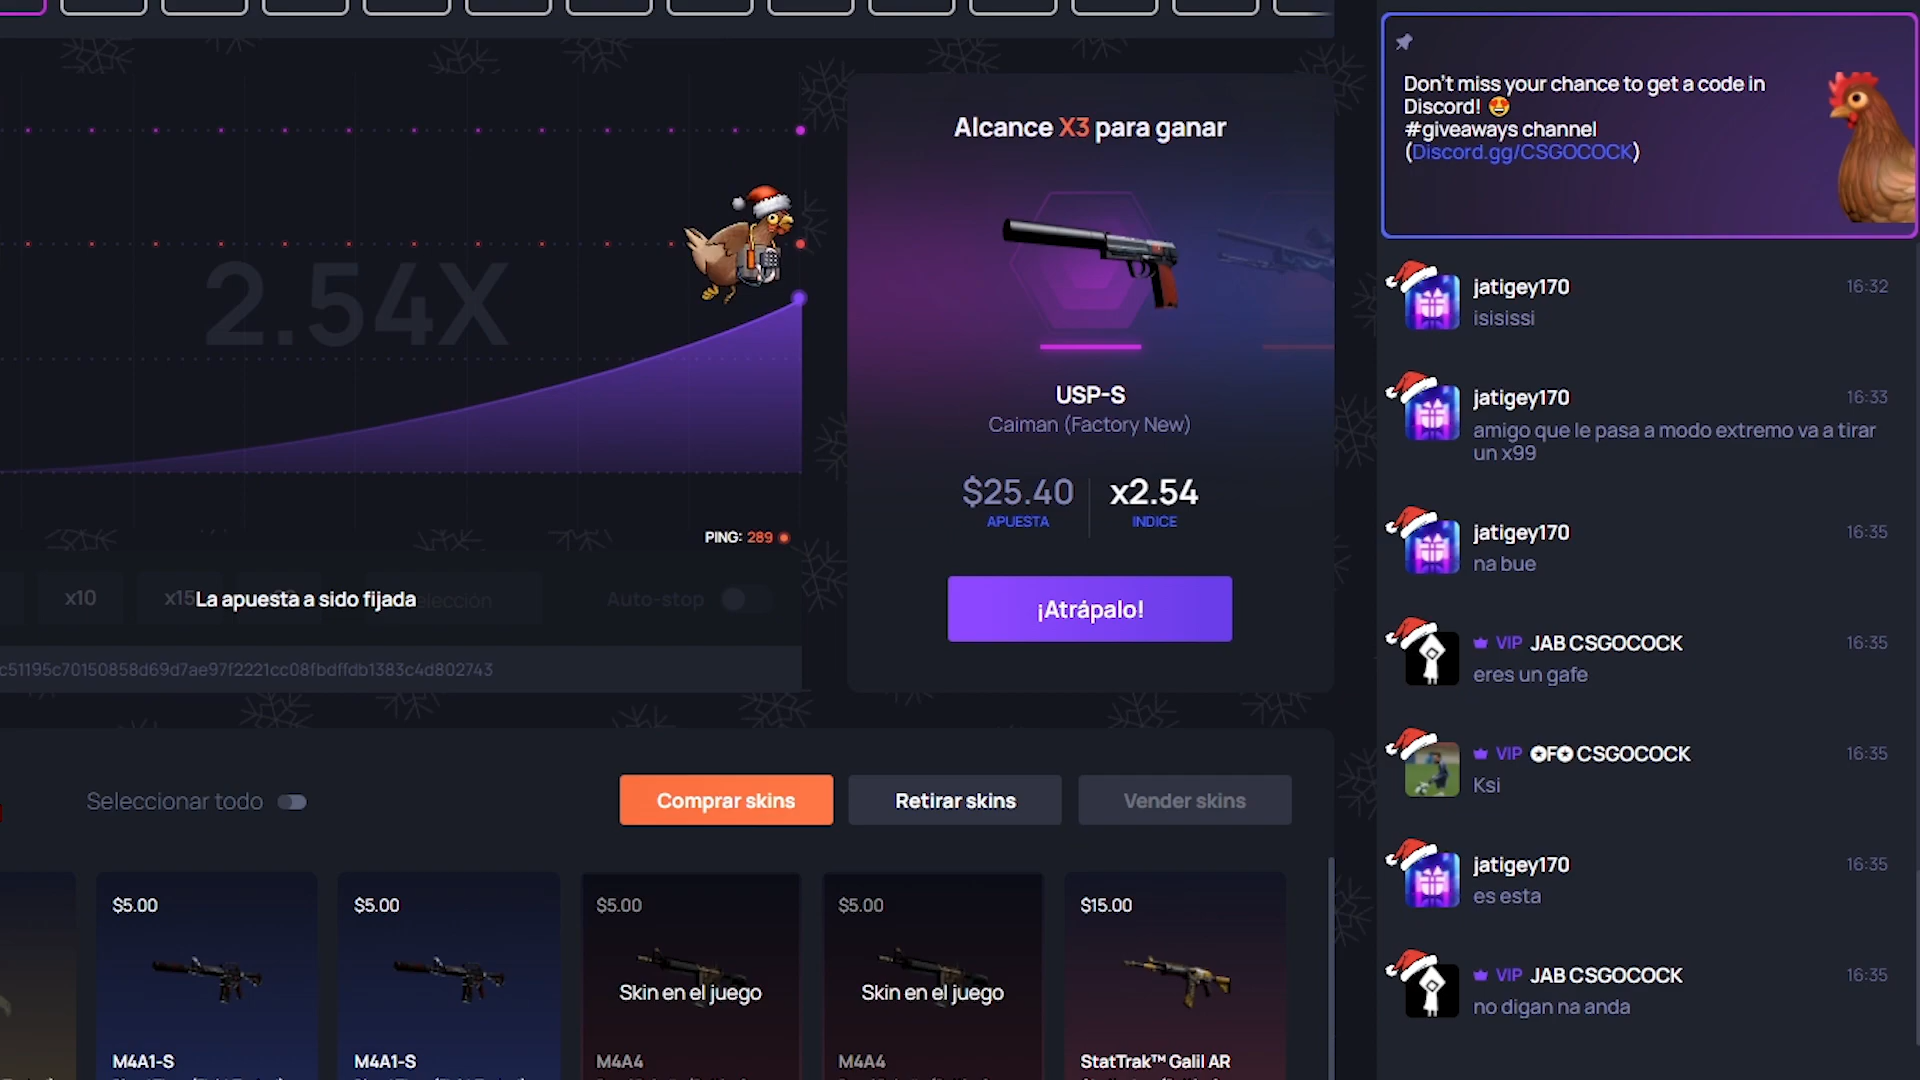 2.54X
PING: 289
x10
x15
La apuesta a sido fijada
Auto-stop
c51195c70150858d69d7ae97f2221cc08fbdffdb1383c4d802743
Alcance X3 para ganar
USP-S
Caiman (Factory New)
$25.40
APUESTA
x2.54
INDICE
¡Atrápalo!
Seleccionar todo
Comprar skins
Retirar skins
Vender skins
$5.00
M4A1-S
$5.00
M4A1-S
$5.00
Skin en el juego
M4A4
$5.00
Skin en el juego
M4A4
$15.00
StatTrak™ Galil AR
Don't miss your chance to get a code in
Discord! 🤩
#giveaways channel
(Discord.gg/CSGOCOCK)
jatigey170 16:32
isisissi
jatigey170 16:33
amigo que le pasa a modo extremo va a tirar
un x99
jatigey170 16:35
na bue
VIP JAB CSGOCOCK 16:35
eres un gafe
VIP ✪F✪ CSGOCOCK 16:35
Ksi
jatigey170 16:35
es esta
VIP JAB CSGOCOCK 16:35
no digan na anda